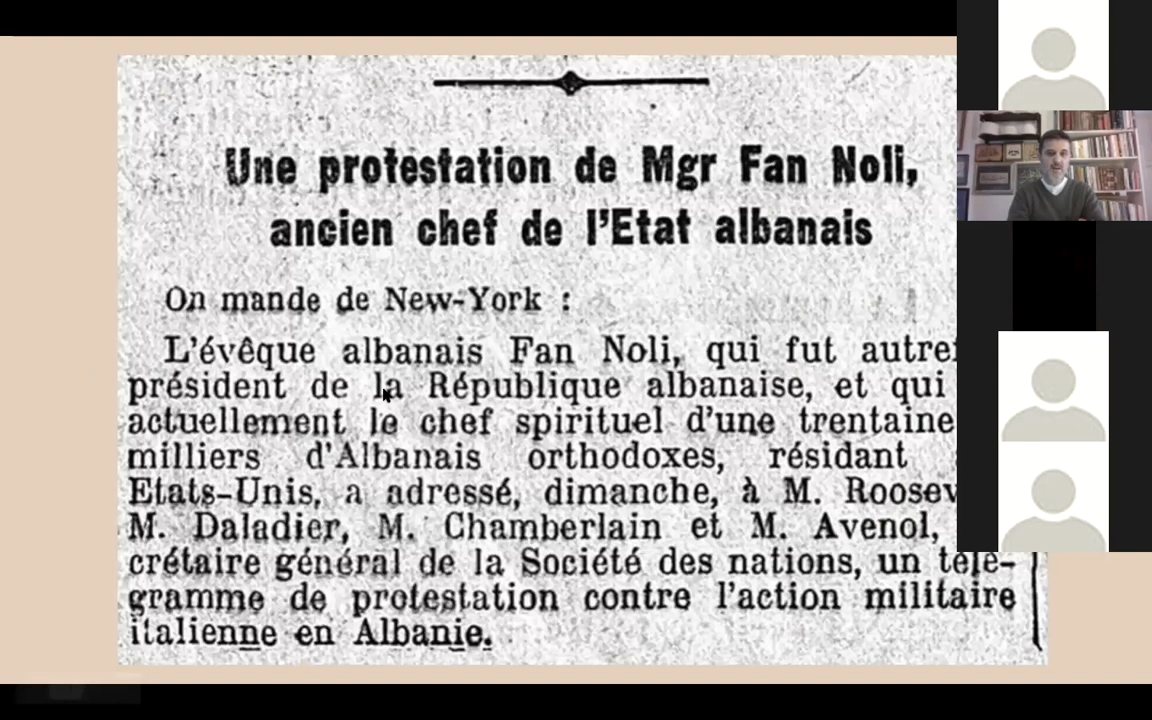 Une protestation de Mgr Fan Noli,
ancien chef de l'Etat albanais
On mande de New-York :
L'évêque albanais Fan Noli, qui fut
président de la République albanaise, et qui
actuellement le chef spirituel d'une trentaine
milliers d'Albanais orthodoxes, résidant
Etats-Unis, a adressé, dimanche, à M.
M. Daladier, M. Chamberlain et M. Avenol,
crétaire général de la Société des nations, un télé-
gramme de protestation contre l'action militaire
italienne en Albanie.